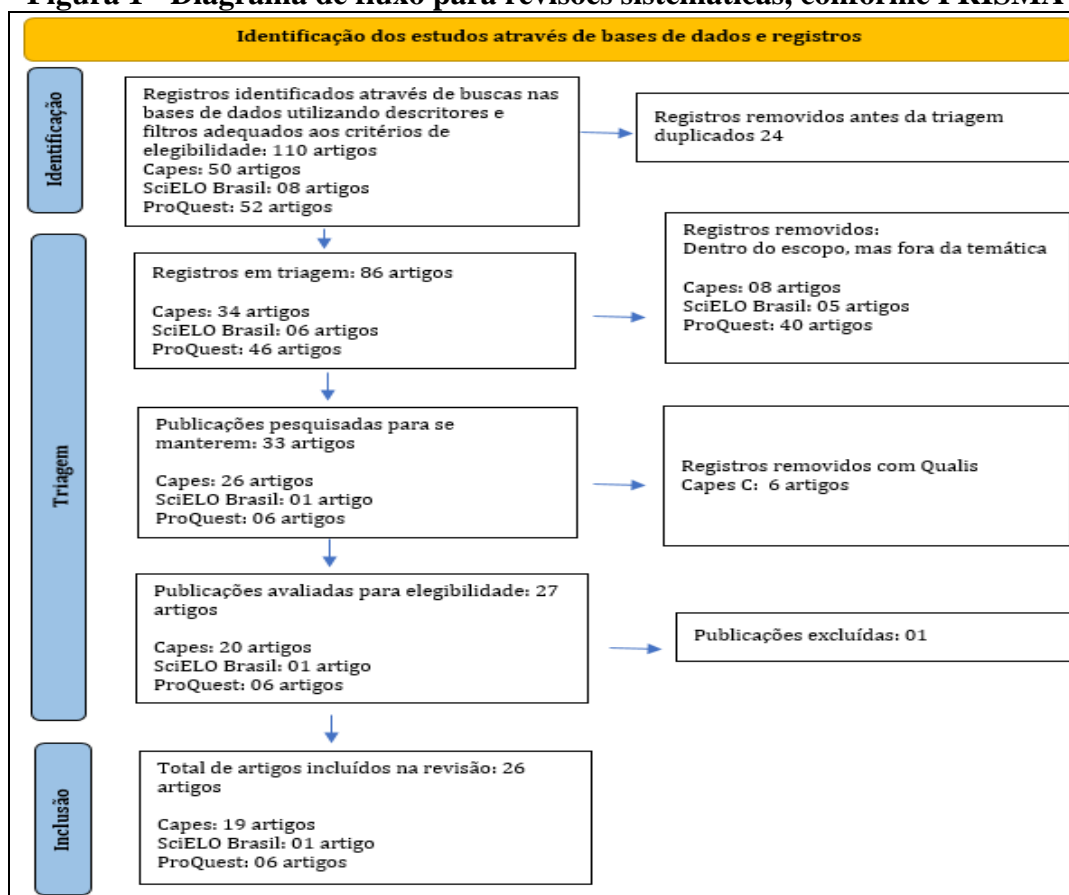 Figura 1 - Diagrama de fluxo para revisões sistemáticas, conforme PRISMA
Identificação dos estudos através de bases de dados e registros
Identificação
Registros identificados através de buscas nas
bases de dados utilizando descritores e
filtros adequados aos critérios de
elegibilidade: 110 artigos
Capes: 50 artigos
SciELO Brasil: 08 artigos
ProQuest: 52 artigos
Registros removidos antes da triagem
duplicados 24
Triagem
Registros em triagem: 86 artigos
Capes: 34 artigos
SciELO Brasil: 06 artigos
ProQuest: 46 artigos
Registros removidos:
Dentro do escopo, mas fora da temática
Capes: 08 artigos
SciELO Brasil: 05 artigos
ProQuest: 40 artigos
Publicações pesquisadas para se
manterem: 33 artigos
Capes: 26 artigos
SciELO Brasil: 01 artigo
ProQuest: 06 artigos
Registros removidos com Qualis
Capes C: 6 artigos
Publicações avaliadas para elegibilidade: 27
artigos
Capes: 20 artigos
SciELO Brasil: 01 artigo
ProQuest: 06 artigos
Publicações excluídas: 01
Inclusão
Total de artigos incluídos na revisão: 26
artigos
Capes: 19 artigos
SciELO Brasil: 01 artigo
ProQuest: 06 artigos